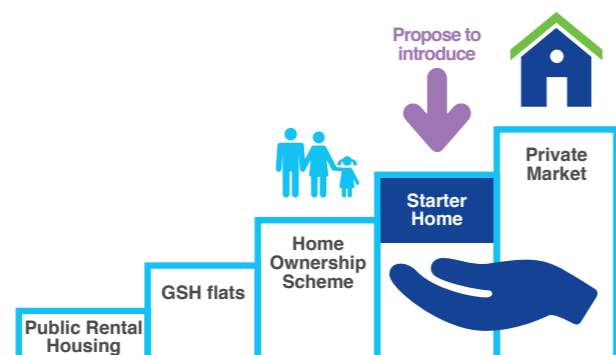 Propose to
introduce
Private
Market
Starter
Home
Home
Ownership
Scheme
GSH flats
Public Rental
Housing